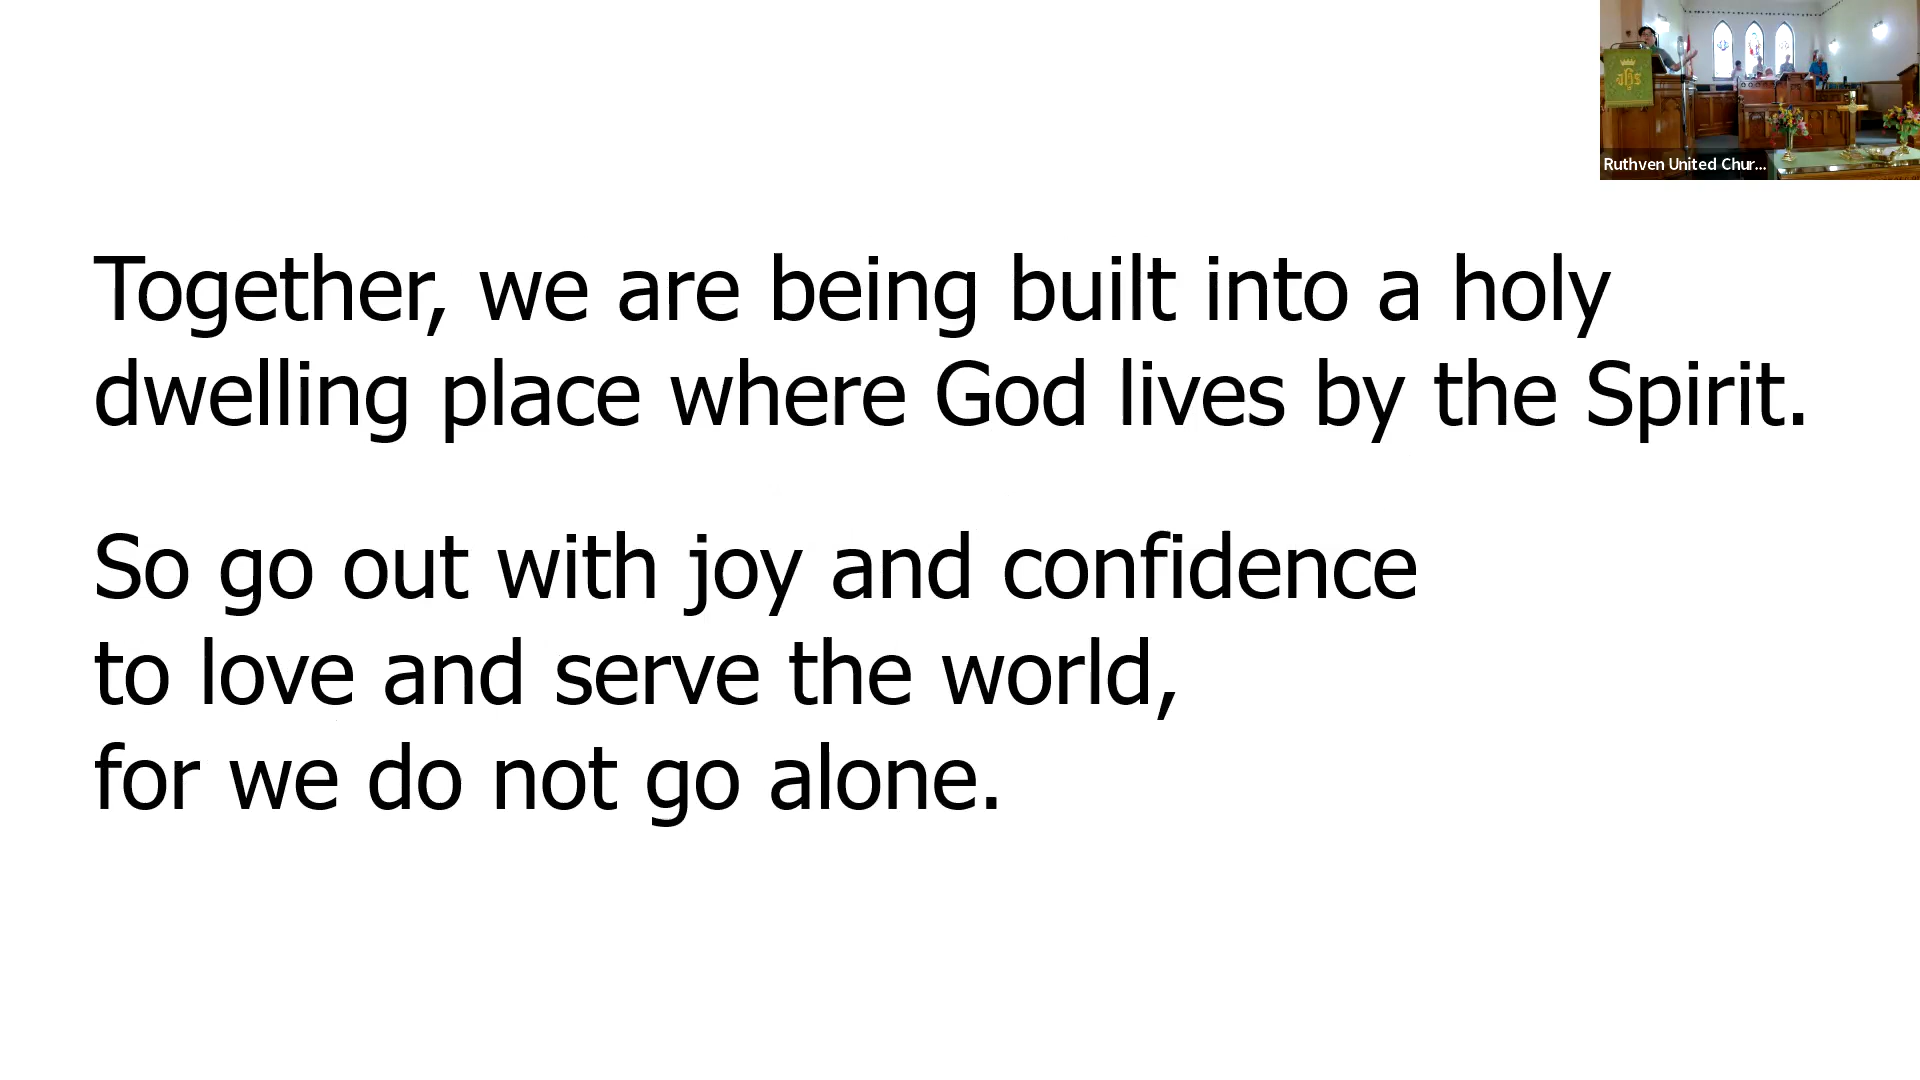 Ruthven United Chur...
Together, we are being built into a holy
dwelling place where God lives by the Spirit.
So go out with joy and confidence
to love and serve the world,
for we do not go alone.